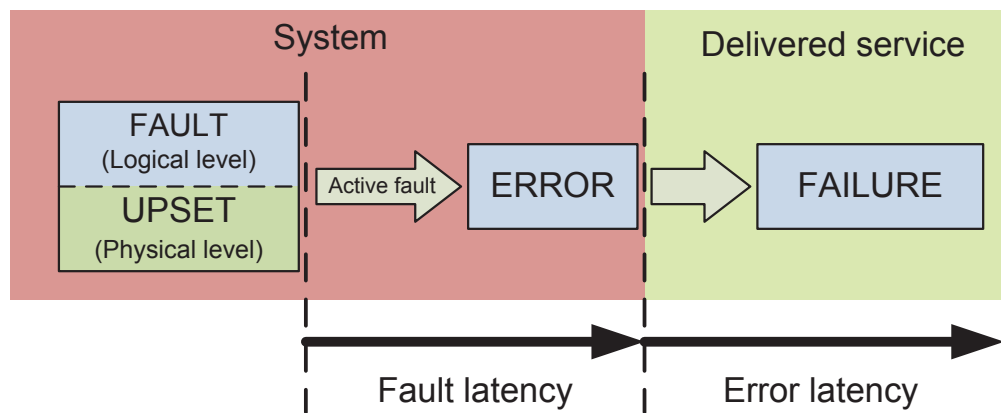 System
Delivered service
FAULT
(Logical level)
UPSET
(Physical level)
Active fault
ERROR
FAILURE
Fault latency
Error latency